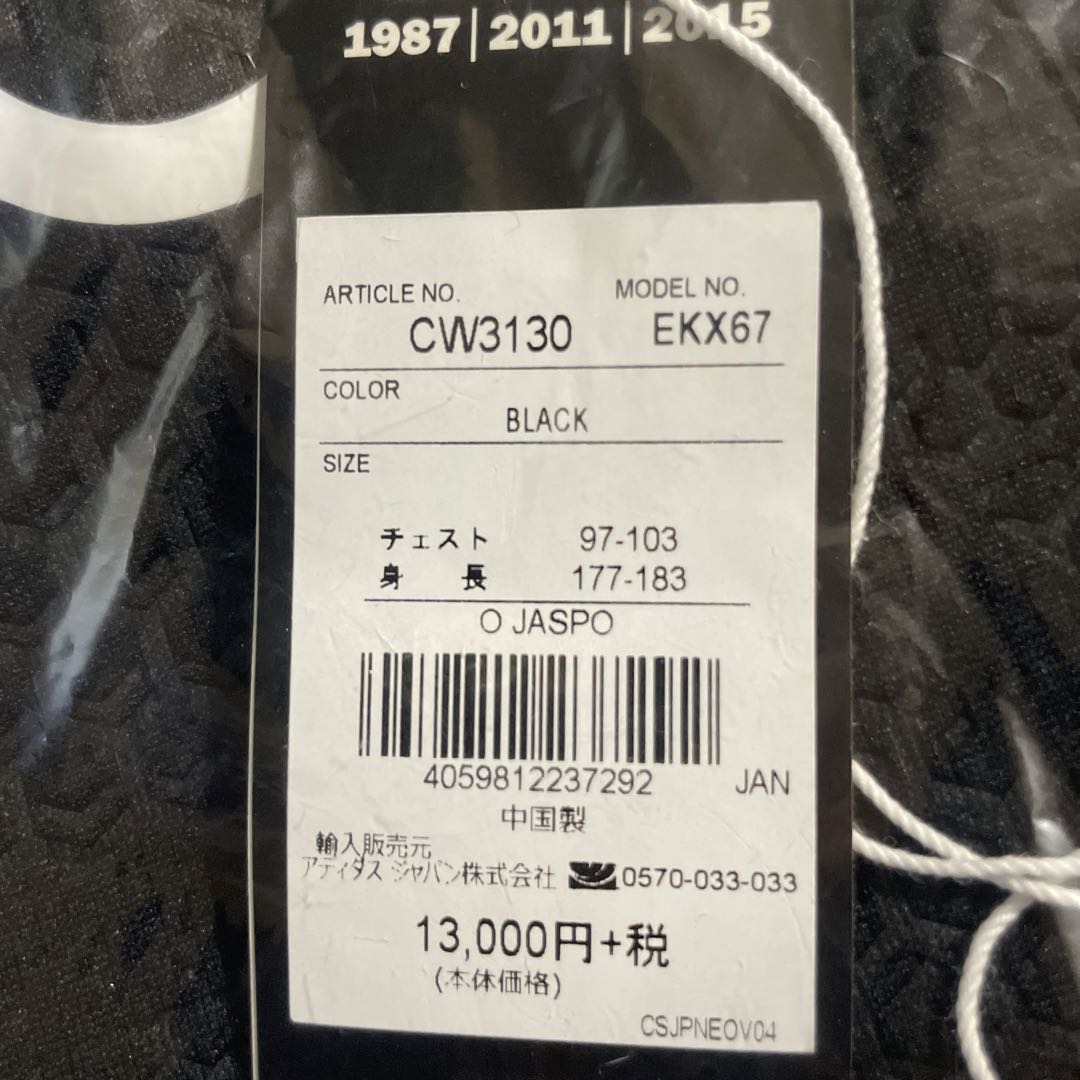 1987 | 2011 | 2015
ARTICLE NO. MODEL NO.
CW3130 EKX67
COLOR
BLACK
SIZE
チェスト 97-103
身 長 177-183
O JASPO
4059812237292 JAN
中国製
輸入販売元
アディダス ジャパン株式会社 0570-033-033
13,000円+税
(本体価格)
CSJPNEOV04